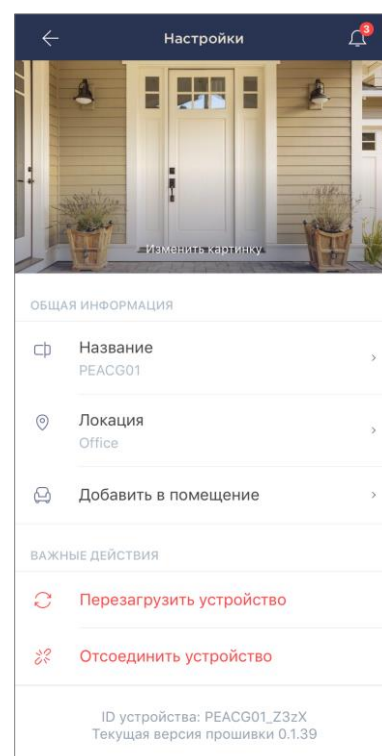 Настройки
3
Изменить картинку
ОБЩАЯ ИНФОРМАЦИЯ
Название
PEACG01
Локация
Office
Добавить в помещение
ВАЖНЫЕ ДЕЙСТВИЯ
Перезагрузить устройство
Отсоединить устройство
ID устройства: PEACG01_Z3zX
Текущая версия прошивки 0.1.39